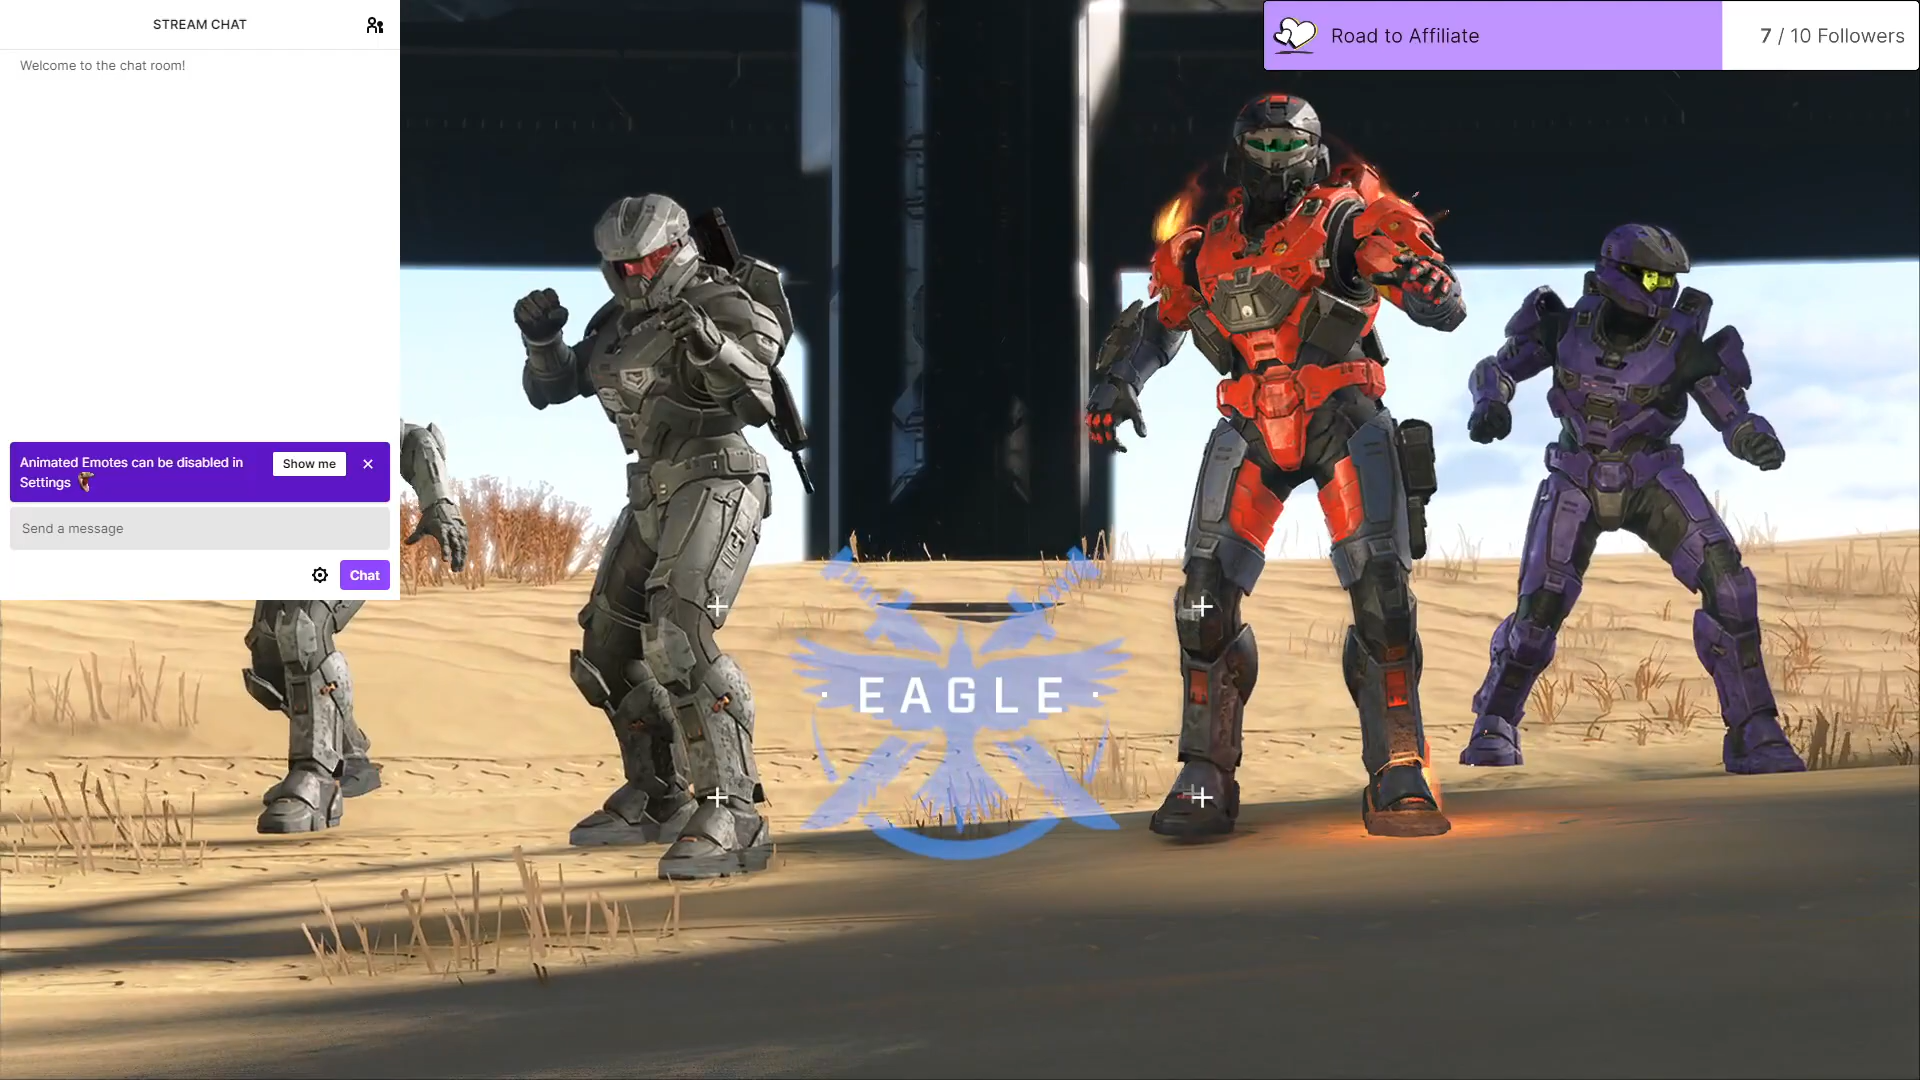 STREAM CHAT
Welcome to the chat room!
Animated Emotes can be disabled in
Settings
Show me
Send a message
Chat
Road to Affiliate
7 / 10 Followers
· EAGLE ·